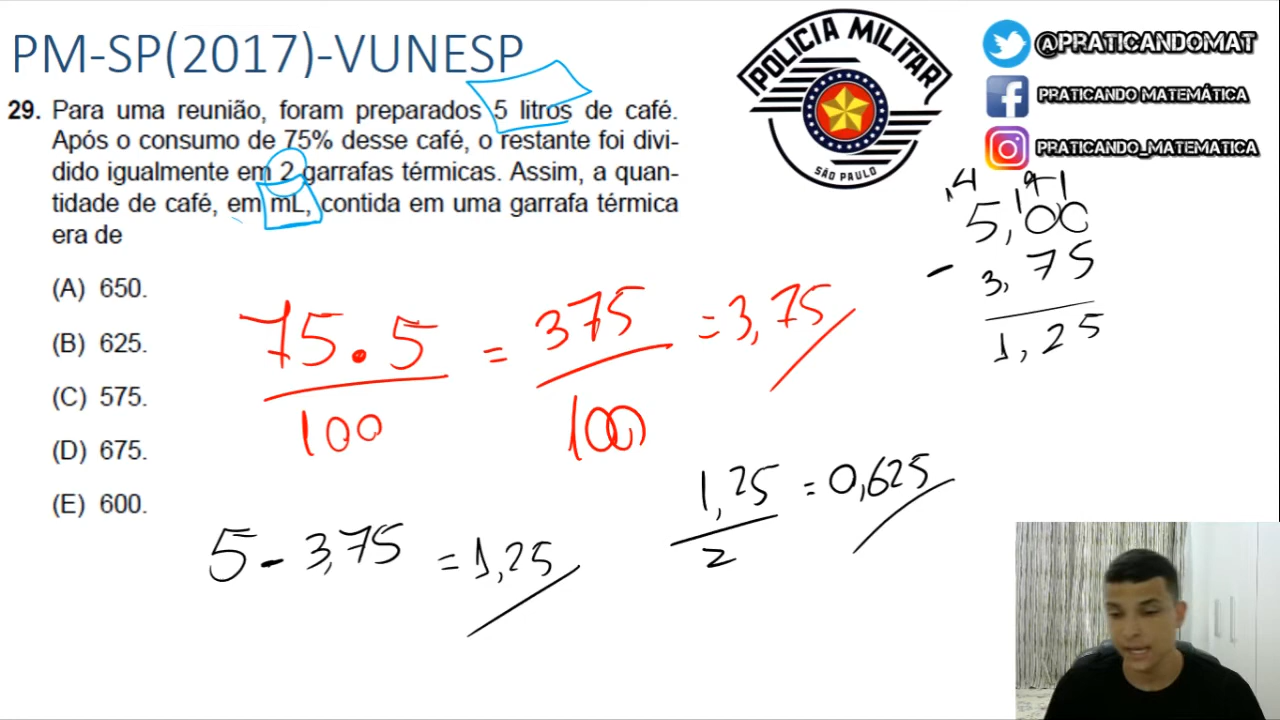 PM-SP(2017)-VUNESP
29. Para uma reunião, foram preparados 5 litros de café.
Após o consumo de 75% desse café, o restante foi divi-
dido igualmente em 2 garrafas térmicas. Assim, a quan-
tidade de café, em mL, contida em uma garrafa térmica
era de
(A) 650.
(B) 625.
(C) 575.
(D) 675.
(E) 600.
POLICIA MILITAR
SÃO PAULO
@PRATICANDOMAT
PRATICANDO MATEMÁTICA
PRATICANDO_MATEMATICA
4 9 1
5,00
- 3,75
1,25
75.5 = 375 = 3,75
100 100
5 - 3,75 = 1,25
1,25 = 0,625
2